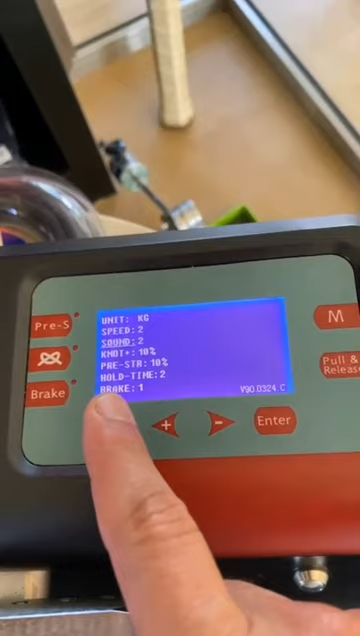 UNIT: KG
SPEED: 2
SOUND: 2
KNOT+: 10%
PRE-STR: 10%
HOLD-TIME: 2
BRAKE: 1
V90.0324.C
Pre-S
Brake
+
-
Enter
M
Pull &
Release